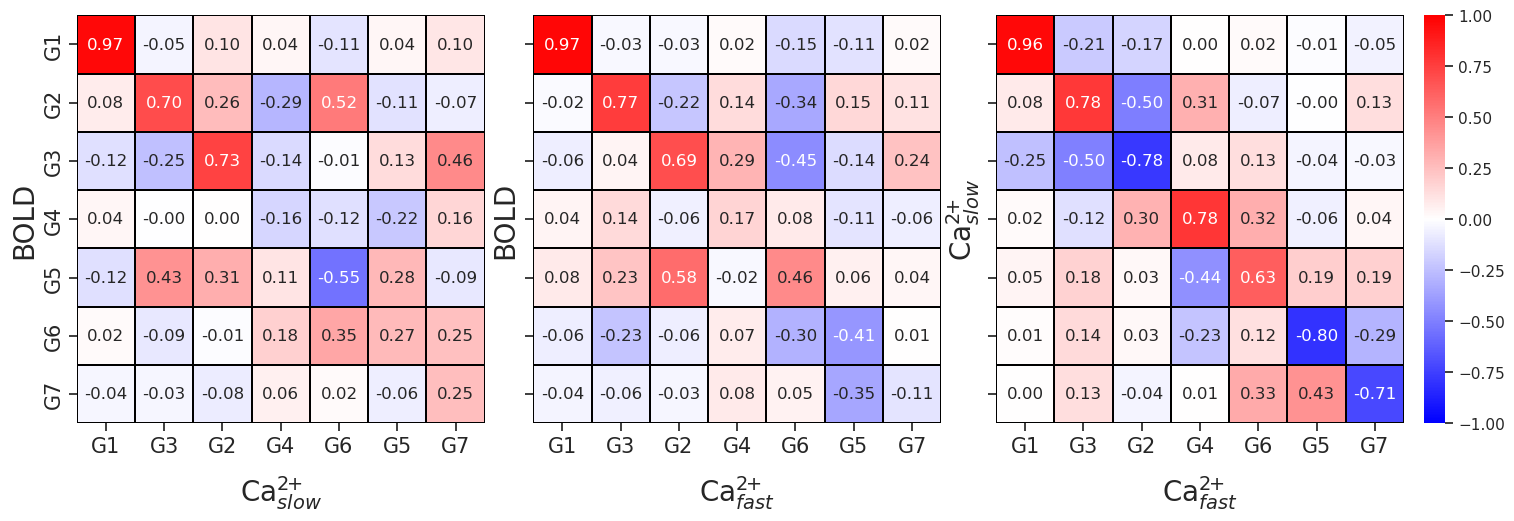 G1 0.97 -0.05 0.10 0.04 -0.11 0.04 0.10
G2 0.08 0.70 0.26 -0.29 0.52 -0.11 -0.07
G3 -0.12 -0.25 0.73 -0.14 -0.01 0.13 0.46
G4 0.04 -0.00 0.00 -0.16 -0.12 -0.22 0.16
G5 -0.12 0.43 0.31 0.11 -0.55 0.28 -0.09
G6 0.02 -0.09 -0.01 0.18 0.35 0.27 0.25
G7 -0.04 -0.03 -0.08 0.06 0.02 -0.06 0.25
G1 G3 G2 G4 G6 G5 G7
BOLD
Ca2+slow
0.97 -0.03 -0.03 0.02 -0.15 -0.11 0.02
-0.02 0.77 -0.22 0.14 -0.34 0.15 0.11
-0.06 0.04 0.69 0.29 -0.45 -0.14 0.24
0.04 0.14 -0.06 0.17 0.08 -0.11 -0.06
0.08 0.23 0.58 -0.02 0.46 0.06 0.04
-0.06 -0.23 -0.06 0.07 -0.30 -0.41 0.01
-0.04 -0.06 -0.03 0.08 0.05 -0.35 -0.11
G1 G3 G2 G4 G6 G5 G7
BOLD
Ca2+fast
0.96 -0.21 -0.17 0.00 0.02 -0.01 -0.05
0.08 0.78 -0.50 0.31 -0.07 -0.00 0.13
-0.25 -0.50 -0.78 0.08 0.13 -0.04 -0.03
0.02 -0.12 0.30 0.78 0.32 -0.06 0.04
0.05 0.18 0.03 -0.44 0.63 0.19 0.19
0.01 0.14 0.03 -0.23 0.12 -0.80 -0.29
0.00 0.13 -0.04 0.01 0.33 0.43 -0.71
G1 G3 G2 G4 G6 G5 G7
Ca2+slow
Ca2+fast
1.00
0.75
0.50
0.25
0.00
−0.25
−0.50
−0.75
−1.00